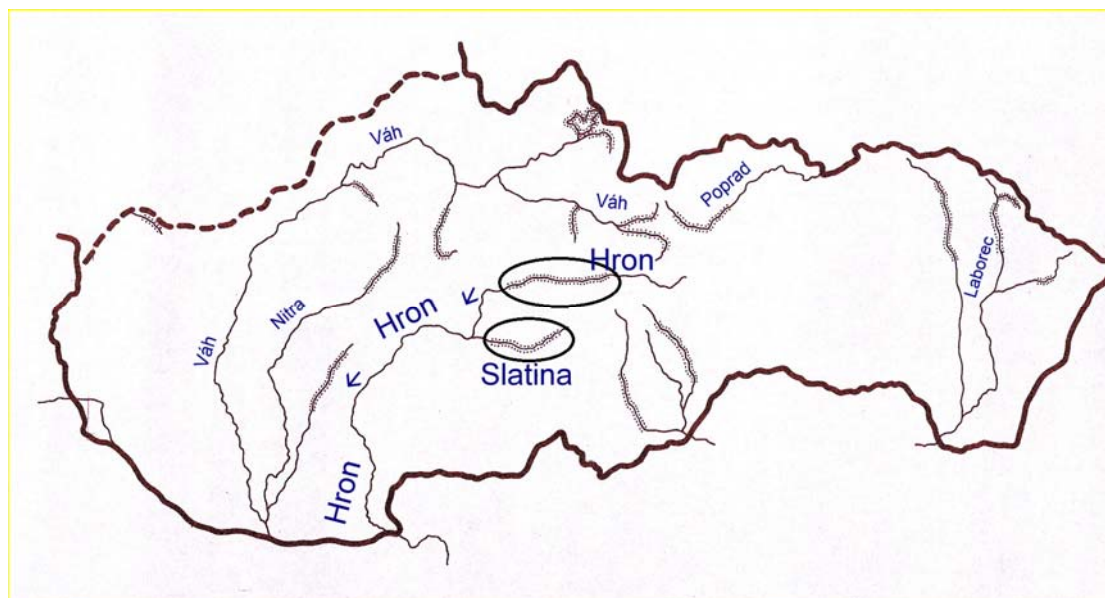 Váh
Váh
Poprad
Laborec
Hron
Hron
Nitra
Váh
Slatina
Hron